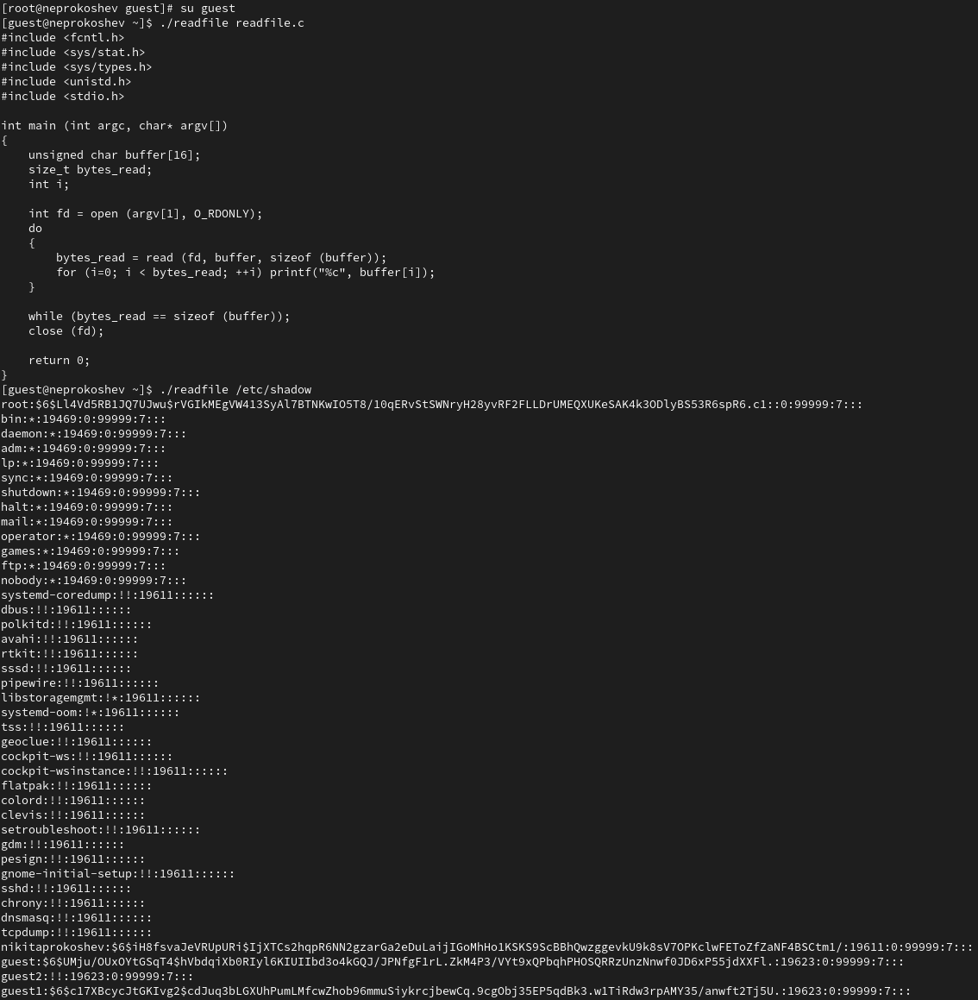 [root@neprokoshev guest]# su guest
[guest@neprokoshev ~]$ ./readfile readfile.c
#include <fcntl.h>
#include <sys/stat.h>
#include <sys/types.h>
#include <unistd.h>
#include <stdio.h>
int main (int argc, char* argv[])
{
    unsigned char buffer[16];
    size_t bytes_read;
    int i;
    int fd = open (argv[1], O_RDONLY);
    do
    {
        bytes_read = read (fd, buffer, sizeof (buffer));
        for (i=0; i < bytes_read; ++i) printf("%c", buffer[i]);
    }
    while (bytes_read == sizeof (buffer));
    close (fd);
    return 0;
}
[guest@neprokoshev ~]$ ./readfile /etc/shadow
root:$6$Ll4Vd5RB1JQ7UJwu$rVGIkMEgVW413SyAl7BTNKwIO5T8/10qERvStSWNryH28yvRF2FLLDrUMEQXUKeSAK4k3ODlyBS53R6spR6.c1::0:99999:7:::
bin:*:19469:0:99999:7:::
daemon:*:19469:0:99999:7:::
adm:*:19469:0:99999:7:::
lp:*:19469:0:99999:7:::
sync:*:19469:0:99999:7:::
shutdown:*:19469:0:99999:7:::
halt:*:19469:0:99999:7:::
mail:*:19469:0:99999:7:::
operator:*:19469:0:99999:7:::
games:*:19469:0:99999:7:::
ftp:*:19469:0:99999:7:::
nobody:*:19469:0:99999:7:::
systemd-coredump:!!:19611::::::
dbus:!!:19611::::::
polkitd:!!:19611::::::
avahi:!!:19611::::::
rtkit:!!:19611::::::
sssd:!!:19611::::::
pipewire:!!:19611::::::
libstoragemgmt:!*:19611::::::
systemd-oom:!*:19611::::::
tss:!!:19611::::::
geoclue:!!:19611::::::
cockpit-ws:!!:19611::::::
cockpit-wsinstance:!!:19611::::::
flatpak:!!:19611::::::
colord:!!:19611::::::
clevis:!!:19611::::::
setroubleshoot:!!:19611::::::
gdm:!!:19611::::::
pesign:!!:19611::::::
gnome-initial-setup:!!:19611::::::
sshd:!!:19611::::::
chrony:!!:19611::::::
dnsmasq:!!:19611::::::
tcpdump:!!:19611::::::
nikitaprokoshev:$6$iH8fsvaJeVRUpURi$IjXTCs2hqpR6NN2gzarGa2eDuLaijIGoMhHo1KSKS9ScBBhQwzggevkU9k8sV7OPKclwFEToZfZaNF4BSCtm1/:19611:0:99999:7:::
guest:$6$UMju/OUxOYtGSqT4$hVbdqiXb0RIyl6KIUIIbd3o4kGQJ/JPNfgF1rL.ZkM4P3/VYt9xQPbqhPHOSQRRzUnzNnwf0JD6xP55jdXXFl.:19623:0:99999:7:::
guest2:!!:19623:0:99999:7:::
guest1:$6$c17XBcycJtGKIvg2$cdJuq3bLGXUhPumLMfcwZhob96mmuSiykrcjbewCq.9cgObj35EP5qdBk3.w1TiRdw3rpAMY35/anwft2Tj5U.:19623:0:99999:7:::